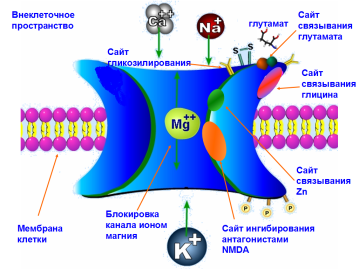 Внеклеточное
пространство
Ca++
Na+
глутамат
Сайт
связывания
глутамата
Сайт
гликозилирования
S S
Сайт
связывания
глицина
Mg++
Сайт
связывания
Zn
Мембрана
клетки
Блокировка
канала ионом
магния
K+
Сайт ингибирования
антагонистами
NMDA
P P P